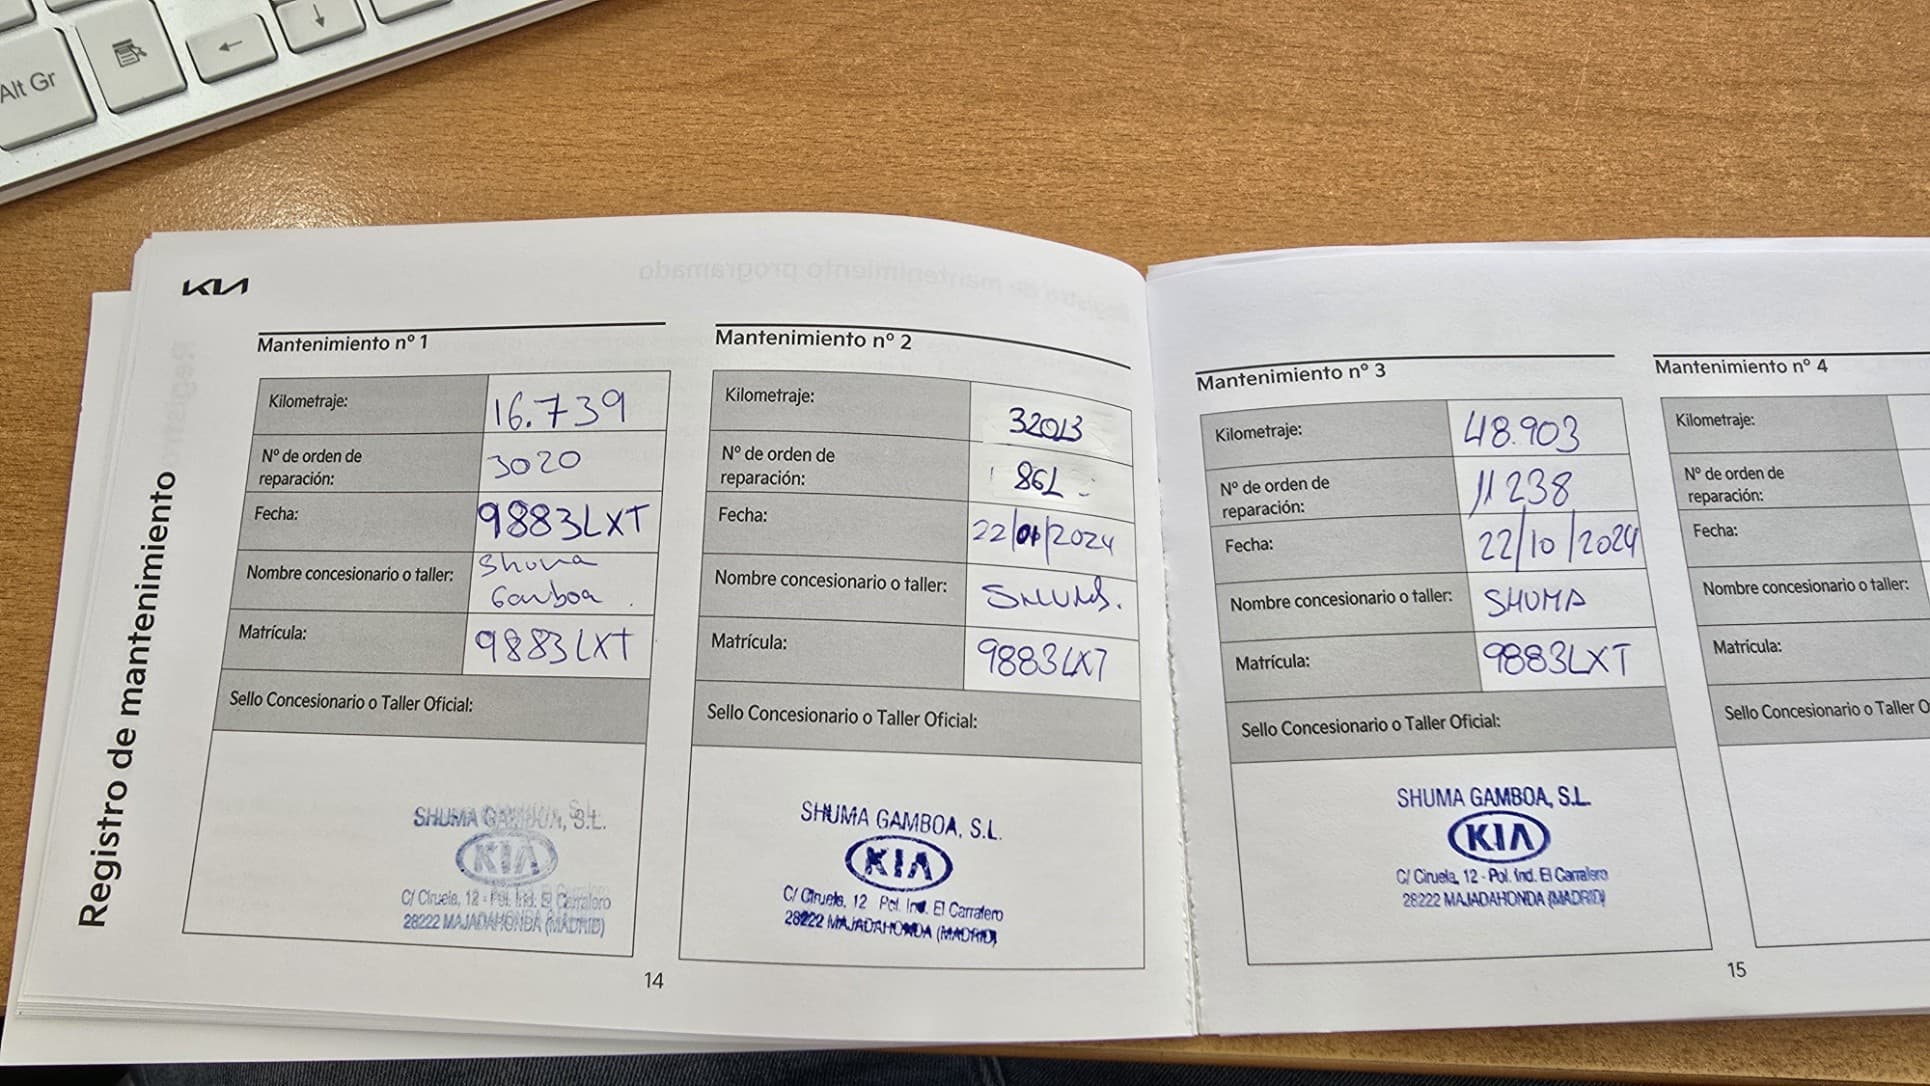 Alt Gr
KIA
Registro de mantenimiento
Mantenimiento nº 1
Kilometraje: 16.739
Nº de orden de reparación: 3020
Fecha: 9883LXT
Nombre concesionario o taller: Shuma Gamboa.
Matrícula: 9883LXT
Sello Concesionario o Taller Oficial:
SHUMA GAMBOA, S.L.
KIA
C/ Ciruela, 12 - Pol. Ind. El Carralero
28222 MAJADAHONDA (MADRID)
Mantenimiento nº 2
Kilometraje: 32013
Nº de orden de reparación:
Fecha: 22/01/2024
Nombre concesionario o taller:
Matrícula: 9883LXT
Sello Concesionario o Taller Oficial:
SHUMA GAMBOA, S.L.
KIA
C/ Ciruela, 12 Pol. Ind. El Carralero
28222 MAJADAHONDA (MADRID)
14
Mantenimiento nº 3
Kilometraje: 48.903
Nº de orden de reparación: 11238
Fecha: 22/10/2024
Nombre concesionario o taller: SHUMA
Matrícula: 9883LXT
Sello Concesionario o Taller Oficial:
SHUMA GAMBOA, S.L.
KIA
C/ Ciruela, 12 - Pol. Ind. El Carralero
28222 MAJADAHONDA (MADRID)
Mantenimiento nº 4
Kilometraje:
Nº de orden de reparación:
Fecha:
Nombre concesionario o taller:
Matrícula:
Sello Concesionario o Taller O
15